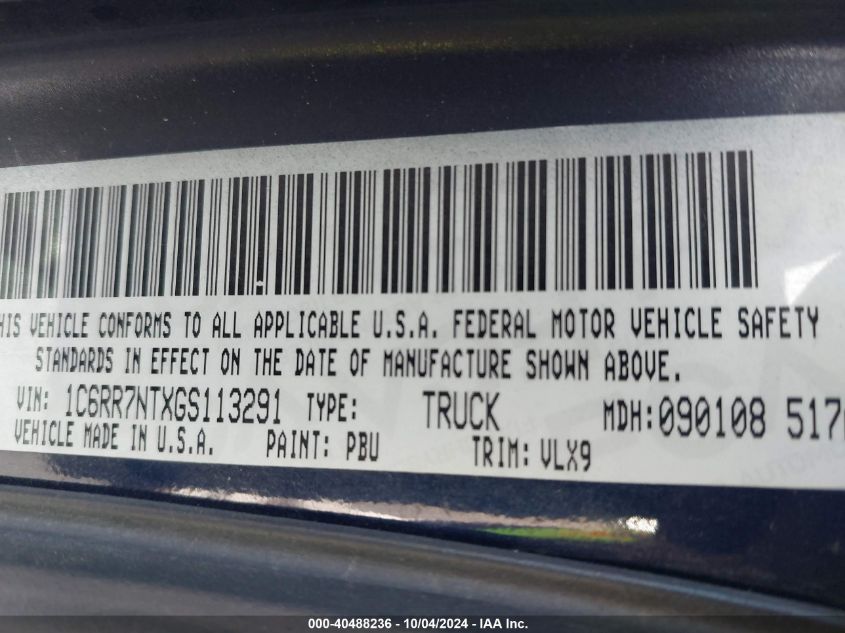 HIS VEHICLE CONFORMS TO ALL APPLICABLE U.S.A. FEDERAL MOTOR VEHICLE SAFETY
STANDARDS IN EFFECT ON THE DATE OF MANUFACTURE SHOWN ABOVE.
VIN: 1C6RR7NTXGS113291 TYPE: TRUCK MDH:090108 517
VEHICLE MADE IN U.S.A. PAINT: PBU TRIM: VLX9
000-40488236 - 10/04/2024 - IAA Inc.